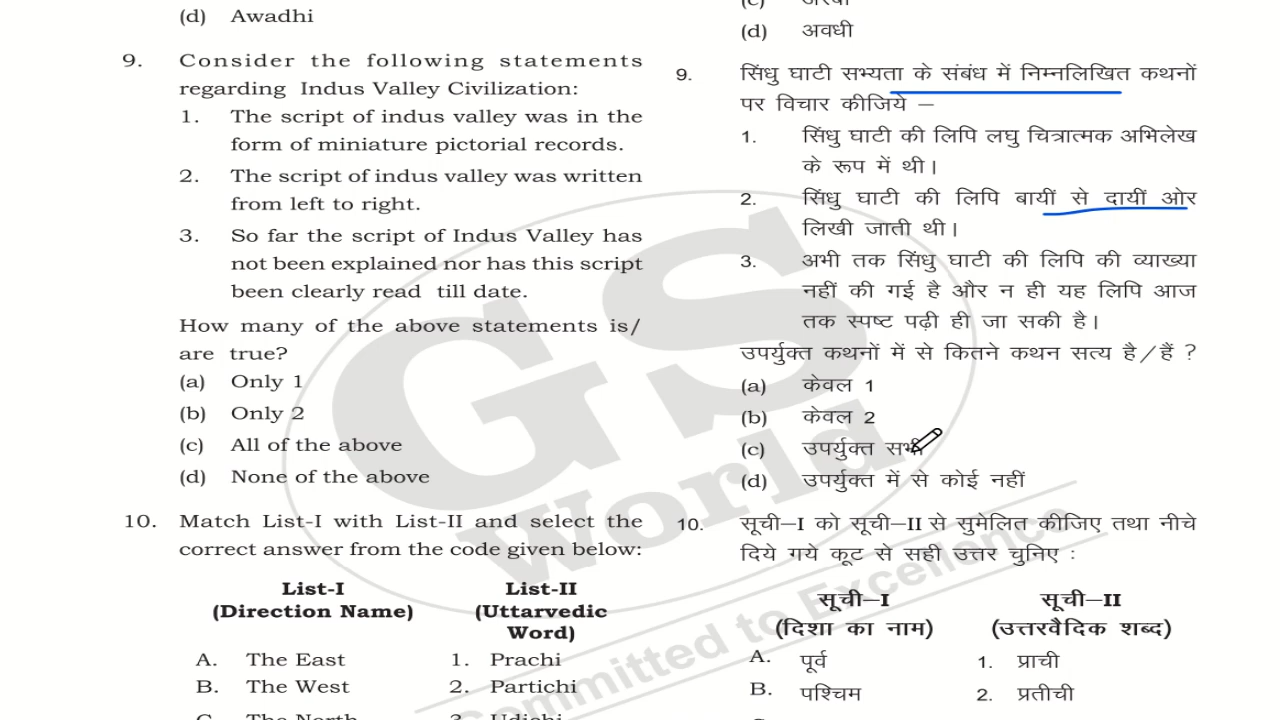 (d) Awadhi
9. Consider the following statements
regarding Indus Valley Civilization:
1. The script of indus valley was in the
form of miniature pictorial records.
2. The script of indus valley was written
from left to right.
3. So far the script of Indus Valley has
not been explained nor has this script
been clearly read till date.
How many of the above statements is/
are true?
(a) Only 1
(b) Only 2
(c) All of the above
(d) None of the above
10. Match List-I with List-II and select the
correct answer from the code given below:
List-I List-II
(Direction Name) (Uttarvedic
Word)
A. The East 1. Prachi
B. The West 2. Partichi
(d) अवधी
9. सिंधु घाटी सभ्यता के संबंध में निम्नलिखित कथनों
पर विचार कीजिये –
1. सिंधु घाटी की लिपि लघु चित्रात्मक अभिलेख
के रूप में थी।
2. सिंधु घाटी की लिपि बायीं से दायीं ओर
लिखी जाती थी।
3. अभी तक सिंधु घाटी की लिपि की व्याख्या
नहीं की गई है और न ही यह लिपि आज
तक स्पष्ट पढ़ी ही जा सकी है।
उपर्युक्त कथनों में से कितने कथन सत्य है/हैं ?
(a) केवल 1
(b) केवल 2
(c) उपर्युक्त सभी
(d) उपर्युक्त में से कोई नहीं
10. सूची–I को सूची–II से सुमेलित कीजिए तथा नीचे
दिये गये कूट से सही उत्तर चुनिए :
सूची–I सूची–II
(दिशा का नाम) (उत्तरवैदिक शब्द)
A. पूर्व 1. प्राची
B. पश्चिम 2. प्रतीची
GS
World
Committed to Excellence